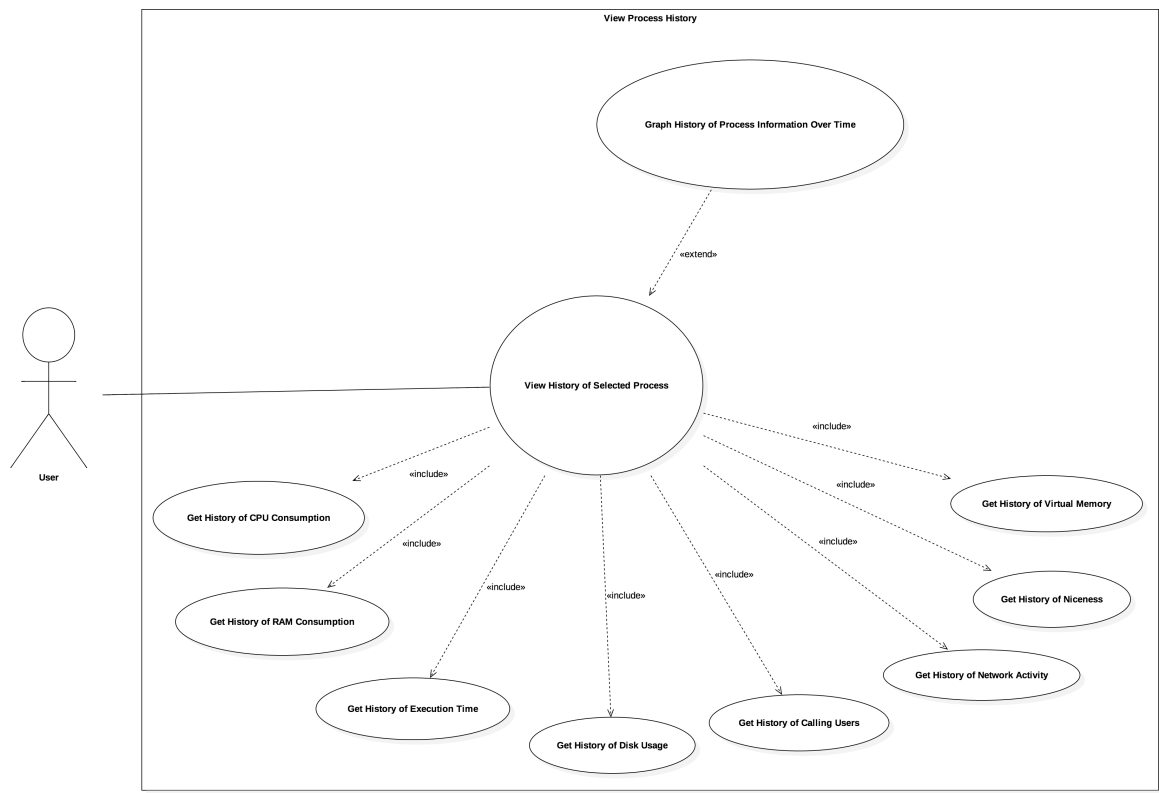 View Process History
Graph History of Process Information Over Time
«extend»
View History of Selected Process
User
«include»
«include»
«include»
«include»
«include»
«include»
«include»
«include»
Get History of CPU Consumption
Get History of Virtual Memory
Get History of Niceness
Get History of RAM Consumption
Get History of Network Activity
Get History of Execution Time
Get History of Calling Users
Get History of Disk Usage